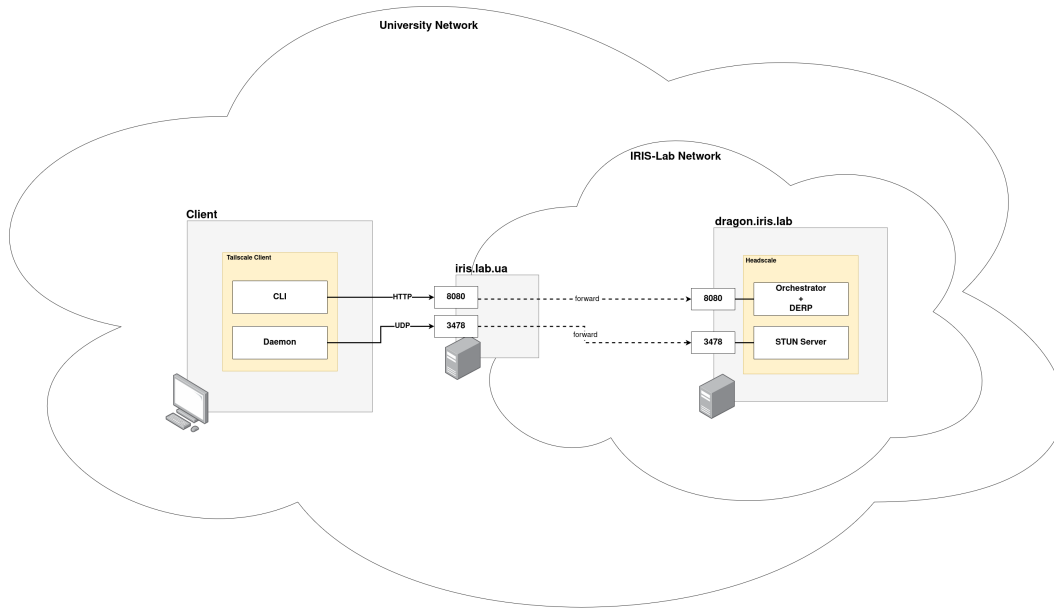 University Network
IRIS-Lab Network
Client
Tailscale Client
CLI
Daemon
HTTP
UDP
iris.lab.ua
8080
3478
forward
forward
dragon.iris.lab
8080
3478
Headscale
Orchestrator
+
DERP
STUN Server